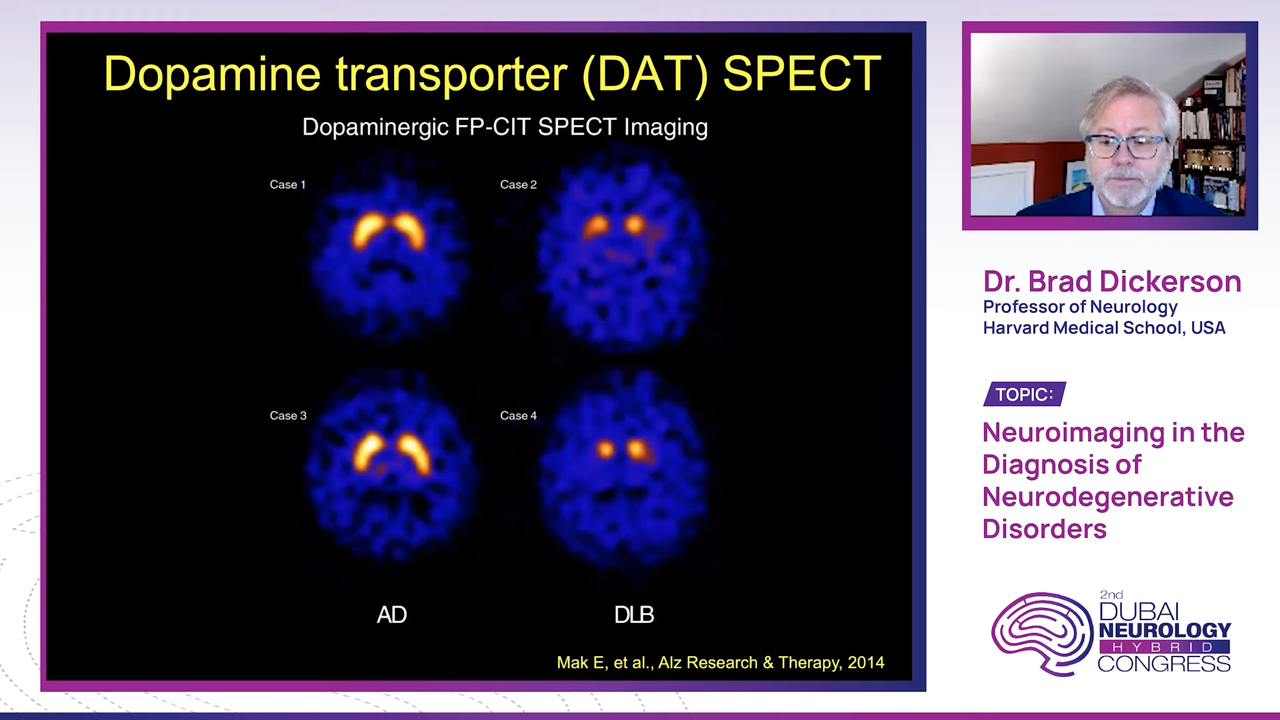 Dopamine transporter (DAT) SPECT
Dopaminergic FP-CIT SPECT Imaging
Case 1
Case 2
Case 3
Case 4
AD
DLB
Mak E, et al., Alz Research & Therapy, 2014
Dr. Brad Dickerson
Professor of Neurology
Harvard Medical School, USA
TOPIC:
Neuroimaging in the
Diagnosis of
Neurodegenerative
Disorders
2nd
DUBAI
NEUROLOGY
HYBRID
CONGRESS